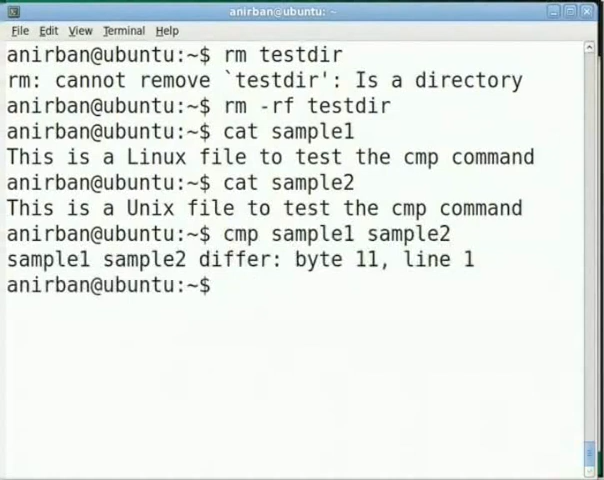 anirban@ubuntu: ~
File Edit View Terminal Help
anirban@ubuntu:~$ rm testdir
rm: cannot remove `testdir': Is a directory
anirban@ubuntu:~$ rm -rf testdir
anirban@ubuntu:~$ cat sample1
This is a Linux file to test the cmp command
anirban@ubuntu:~$ cat sample2
This is a Unix file to test the cmp command
anirban@ubuntu:~$ cmp sample1 sample2
sample1 sample2 differ: byte 11, line 1
anirban@ubuntu:~$